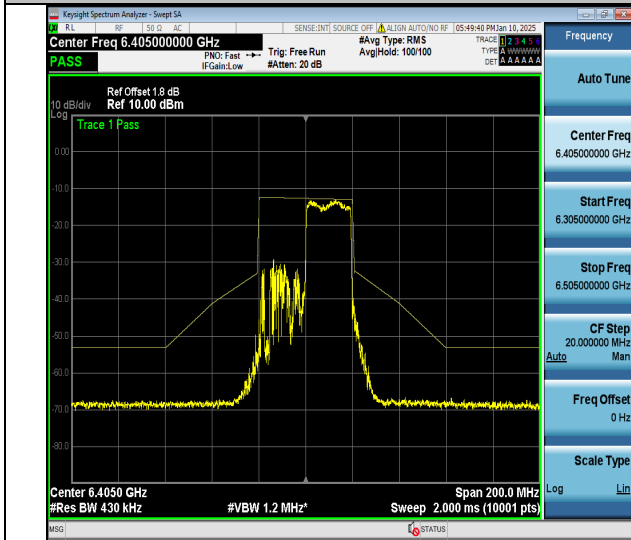 Keysight Spectrum Analyzer - Swept SA
RL RF 50 Ω AC SENSE:INT SOURCE OFF ALIGN AUTO/NO RF 05:49:40 PM Jan 10, 2025
Center Freq 6.405000000 GHz
PASS
PNO: Fast
IFGain:Low
Trig: Free Run
#Atten: 20 dB
#Avg Type: RMS
Avg|Hold: 100/100
TRACE 1 2 3 4 5 6
TYPE A WWWWW
DET A A A A A A
Ref Offset 1.8 dB
10 dB/div Ref 10.00 dBm
Log
Trace 1 Pass
0.00
-10.0
-20.0
-30.0
-40.0
-50.0
-60.0
-70.0
-80.0
Center 6.4050 GHz Span 200.0 MHz
#Res BW 430 kHz #VBW 1.2 MHz* Sweep 2.000 ms (10001 pts)
MSG STATUS
Frequency
Auto Tune
Center Freq
6.405000000 GHz
Start Freq
6.305000000 GHz
Stop Freq
6.505000000 GHz
CF Step
20.000000 MHz
Auto Man
Freq Offset
0 Hz
Scale Type
Log Lin